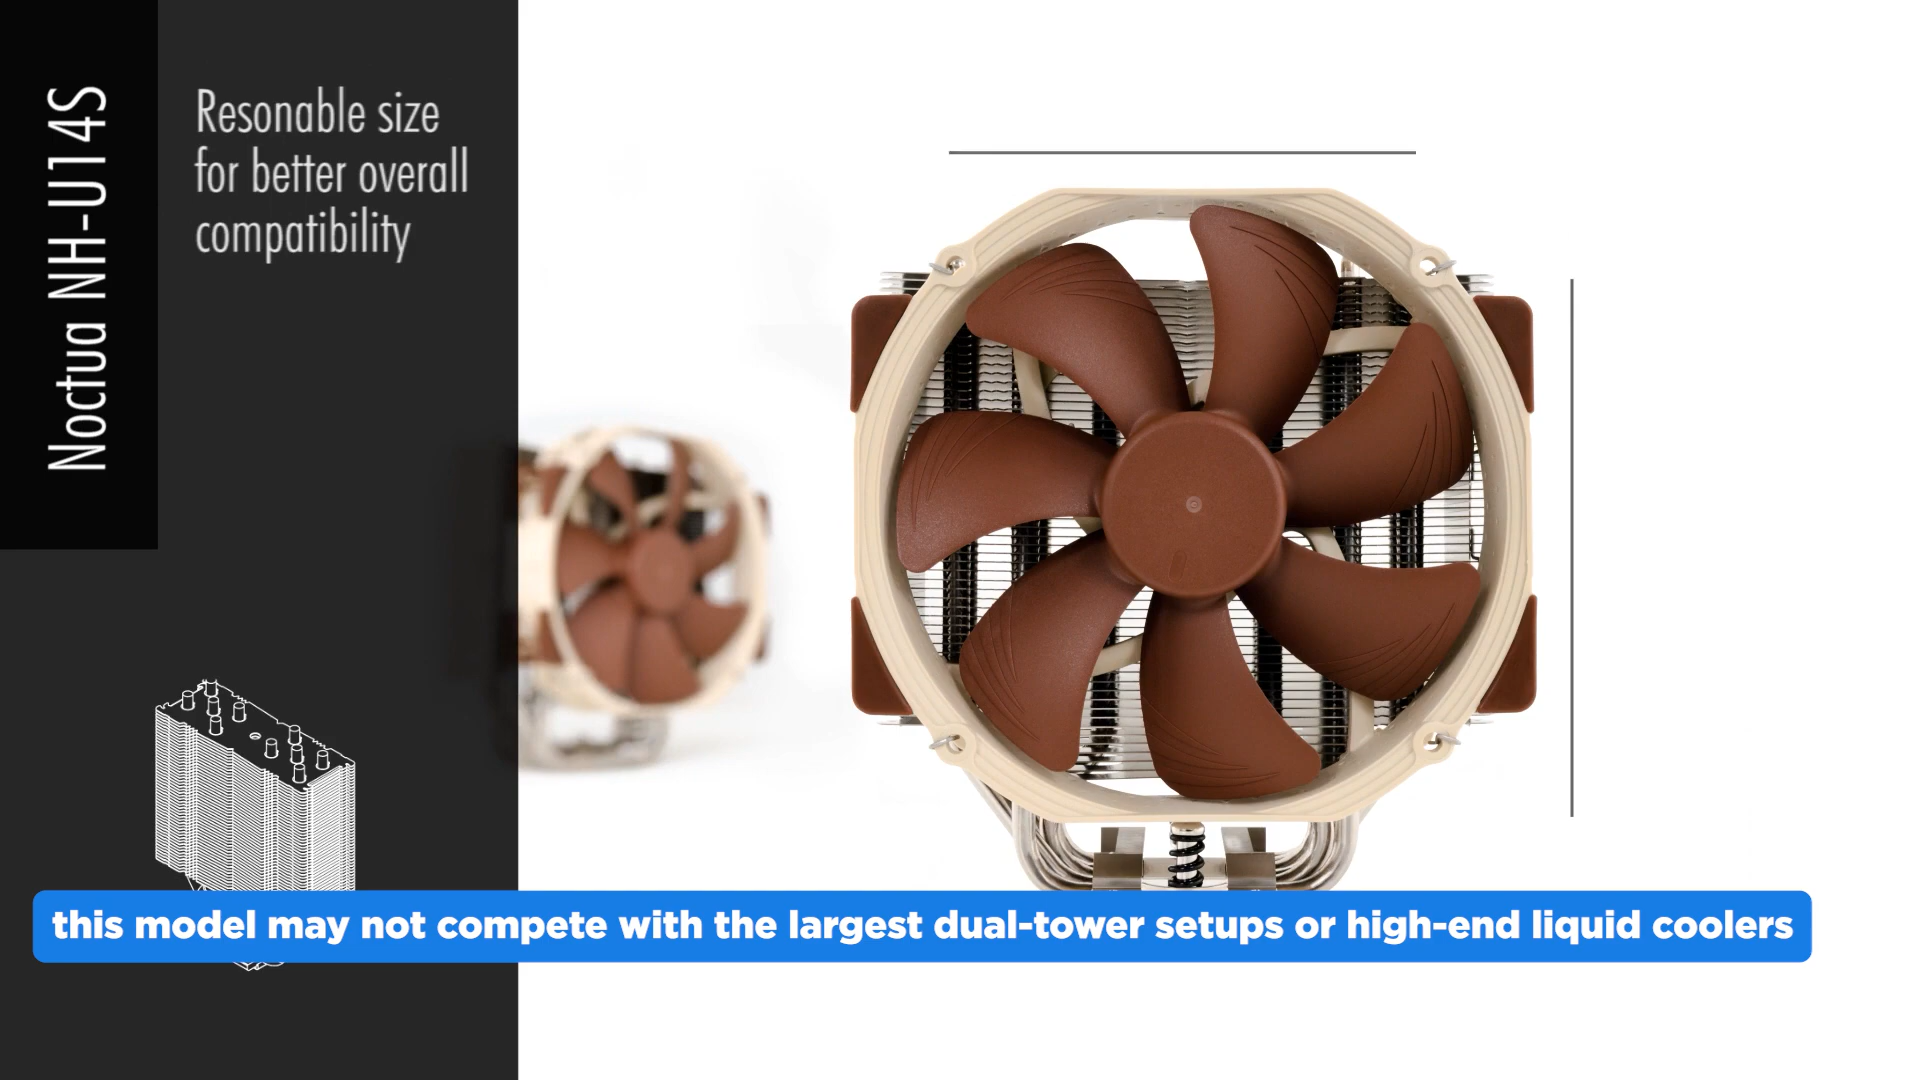 Noctua NH-U14S
Resonable size
for better overall
compatibility
this model may not compete with the largest dual-tower setups or high-end liquid coolers